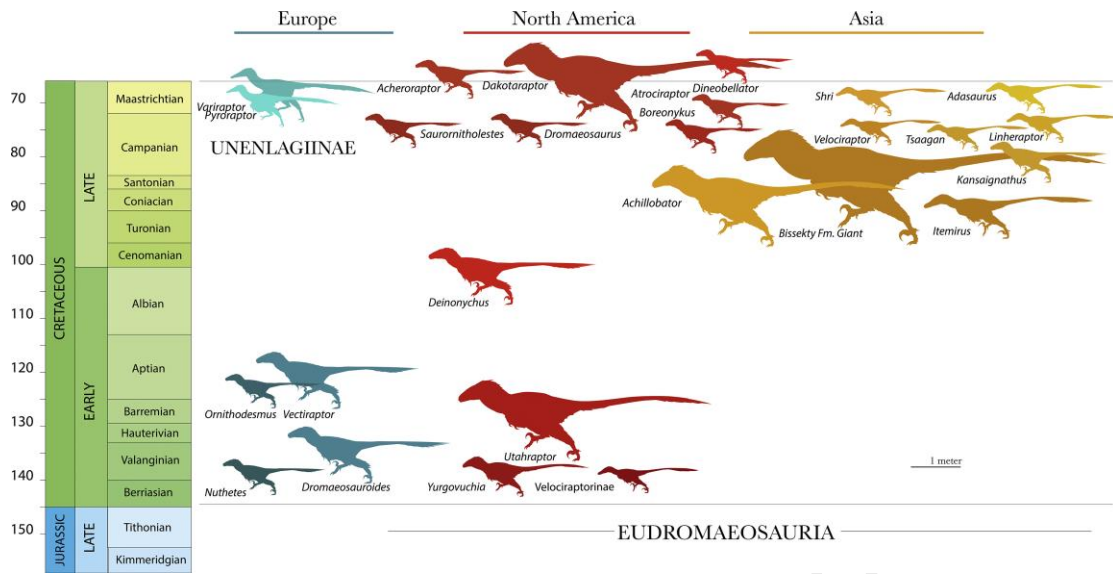 Europe
North America
Asia
70
80
90
100
110
120
130
140
150
CRETACEOUS
JURASSIC
LATE
EARLY
LATE
Maastrichtian
Campanian
Santonian
Coniacian
Turonian
Cenomanian
Albian
Aptian
Barremian
Hauterivian
Valanginian
Berriasian
Tithonian
Kimmeridgian
Variraptor
Pyroraptor
UNENLAGIINAE
Acheroraptor
Dakotaraptor
Atrociraptor
Dineobellator
Boreonykus
Saurornitholestes
Dromaeosaurus
Shri
Adasaurus
Velociraptor
Tsaagan
Linheraptor
Kansaignathus
Achillobator
Bissekty Fm. Giant
Itemirus
Deinonychus
Ornithodesmus
Vectiraptor
Utahraptor
Nuthetes
Dromaeosauroides
Yurgovuchia
Velociraptorinae
1 meter
EUDROMAEOSAURIA